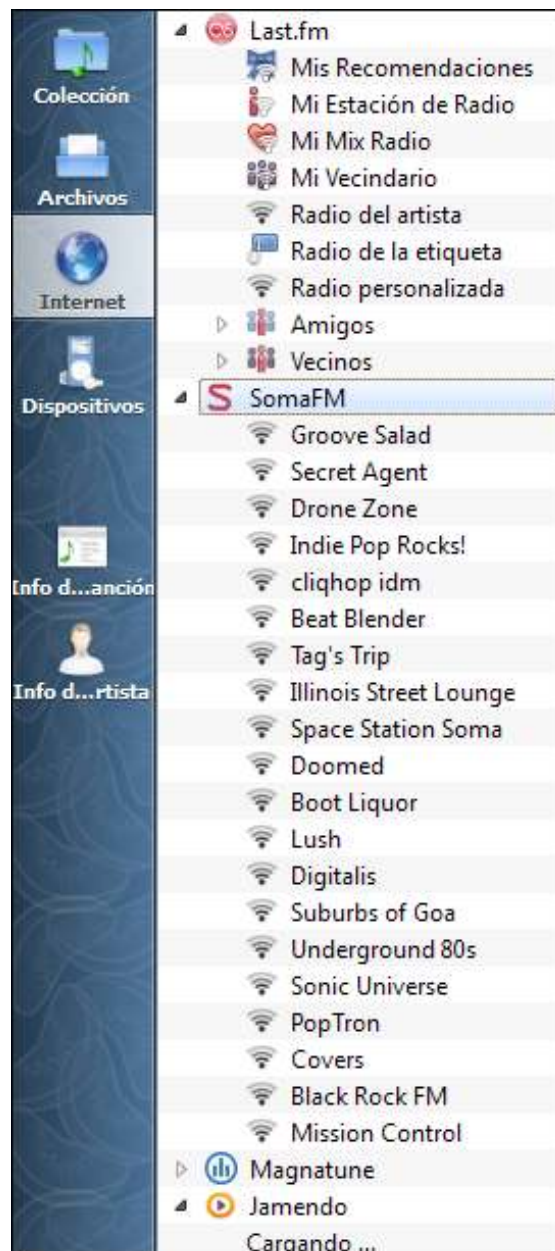 Colección
Archivos
Internet
Dispositivos
Info d...anción
Info d...rtista
Last.fm
Mis Recomendaciones
Mi Estación de Radio
Mi Mix Radio
Mi Vecindario
Radio del artista
Radio de la etiqueta
Radio personalizada
Amigos
Vecinos
SomaFM
Groove Salad
Secret Agent
Drone Zone
Indie Pop Rocks!
cliqhop idm
Beat Blender
Tag's Trip
Illinois Street Lounge
Space Station Soma
Doomed
Boot Liquor
Lush
Digitalis
Suburbs of Goa
Underground 80s
Sonic Universe
PopTron
Covers
Black Rock FM
Mission Control
Magnatune
Jamendo
Cargando ...